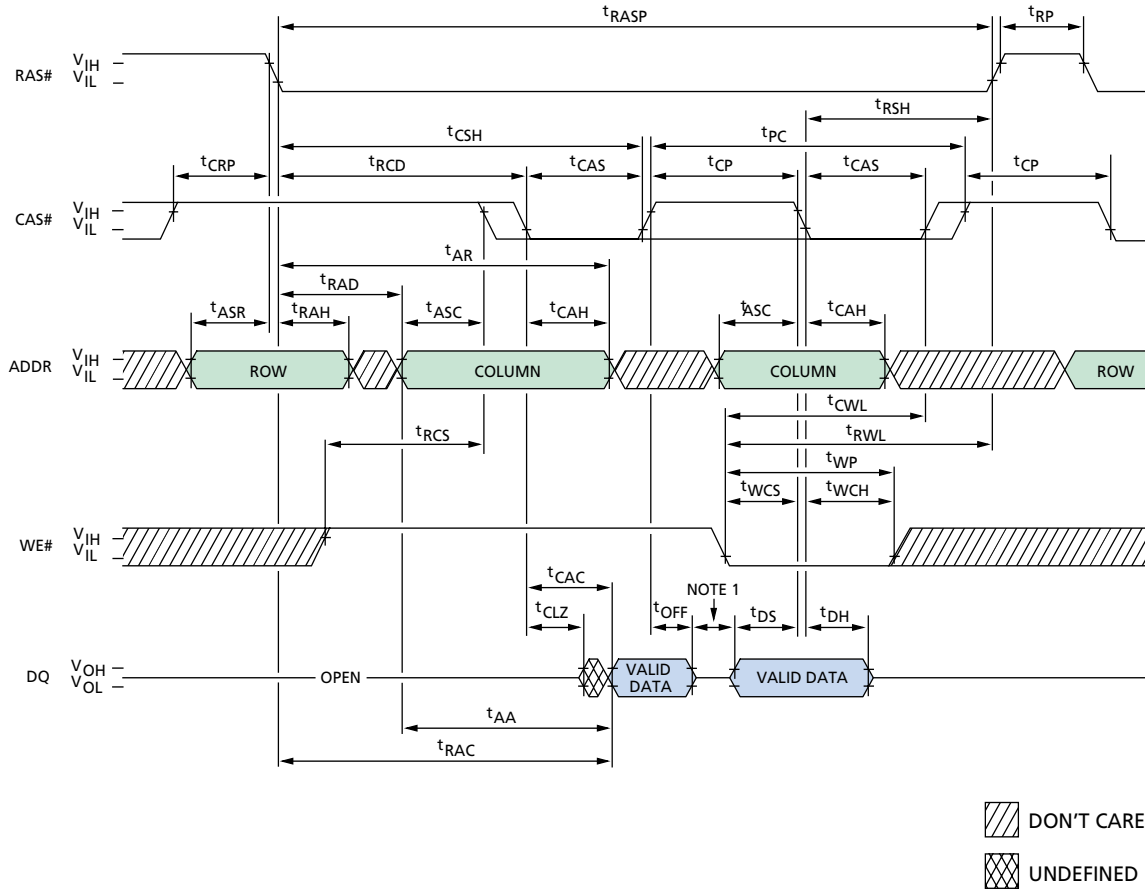 tRASP tRP
RAS# VIH
VIL
tRSH
tCSH tPC
tCRP tRCD tCAS tCP tCAS tCP
CAS# VIH
VIL
tAR
tRAD
tASR tRAH tASC tCAH tASC tCAH
ADDR VIH
VIL
ROW COLUMN COLUMN ROW
tCWL
tRCS tRWL
tWP
tWCS tWCH
WE# VIH
VIL
tCAC
NOTE 1
tCLZ tOFF tDS tDH
DQ VOH
VOL
OPEN VALID DATA VALID DATA
tAA
tRAC
DON'T CARE
UNDEFINED